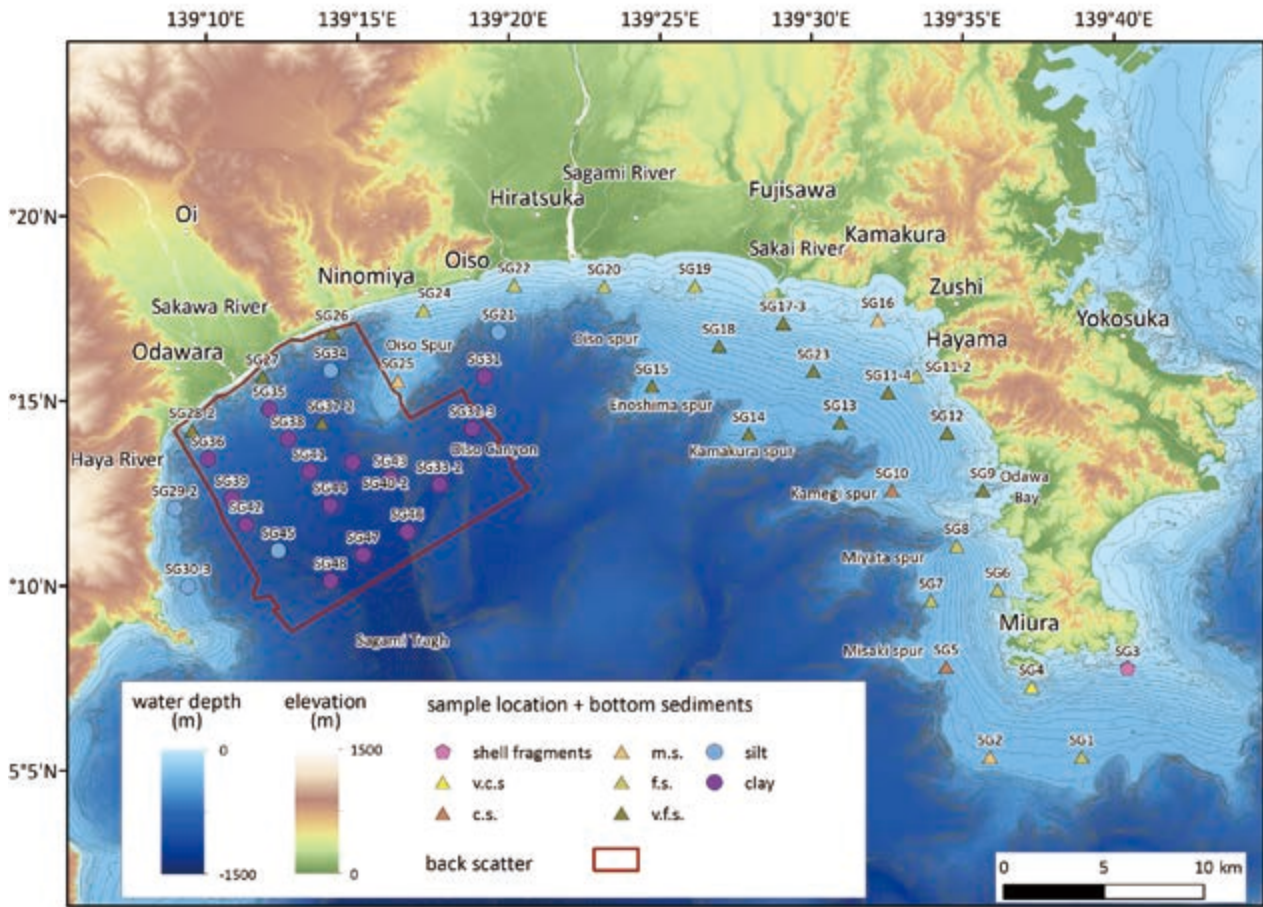 139°10'E 139°15'E 139°20'E 139°25'E 139°30'E 139°35'E 139°40'E
°20'N
°15'N
°10'N
5°5'N
Oi
Sagami River
Hiratsuka
Fujisawa
Sakai River
Kamakura
Oiso
Ninomiya
Sakawa River
Odawara
Haya River
Zushi
Yokosuka
Hayama
Odawa
Bay
Miura
SG22
SG20
SG19
SG24
SG17-3
SG16
SG26
SG21
Oiso Spur
Oiso spur
SG18
SG34
SG25
SG31
SG15
SG23
SG11-4
SG11-2
SG27
SG35
SG37-2
SG38
Enoshima spur
SG28-2
SG14
SG13
SG12
SG36
SG41
SG43
Oiso Canyon
SG33-2
Kamakura spur
SG39
SG44
SG40-2
SG10
SG9
Kamegi spur
SG29-2
SG42
SG45
SG46
SG47
SG8
Miyata spur
SG30-3
SG48
SG7
SG6
Sagami Tragh
Misaki spur
SG5
SG4
SG3
SG2
SG1
water depth
(m)
0
-1500
elevation
(m)
1500
0
sample location + bottom sediments
shell fragments
v.c.s
c.s.
m.s.
f.s.
v.f.s.
silt
clay
back scatter
0 5 10 km